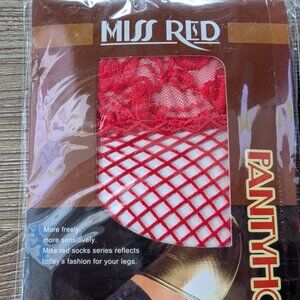 MISS RED
PANTYHO
More freely,
more sensitively.
Miss red socks series reflects
today's fashion for your legs.